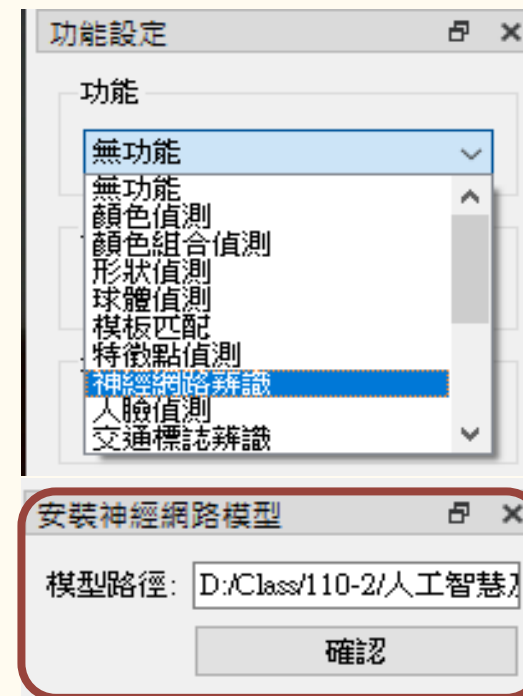 功能設定
功能
無功能
無功能
顏色偵測
顏色組合偵測
形狀偵測
球體偵測
模板匹配
特徵點偵測
神經網路辨識
人臉偵測
交通標誌辨識
安裝神經網路模型
模型路徑: D:/Class/110-2/人工智慧及
確認